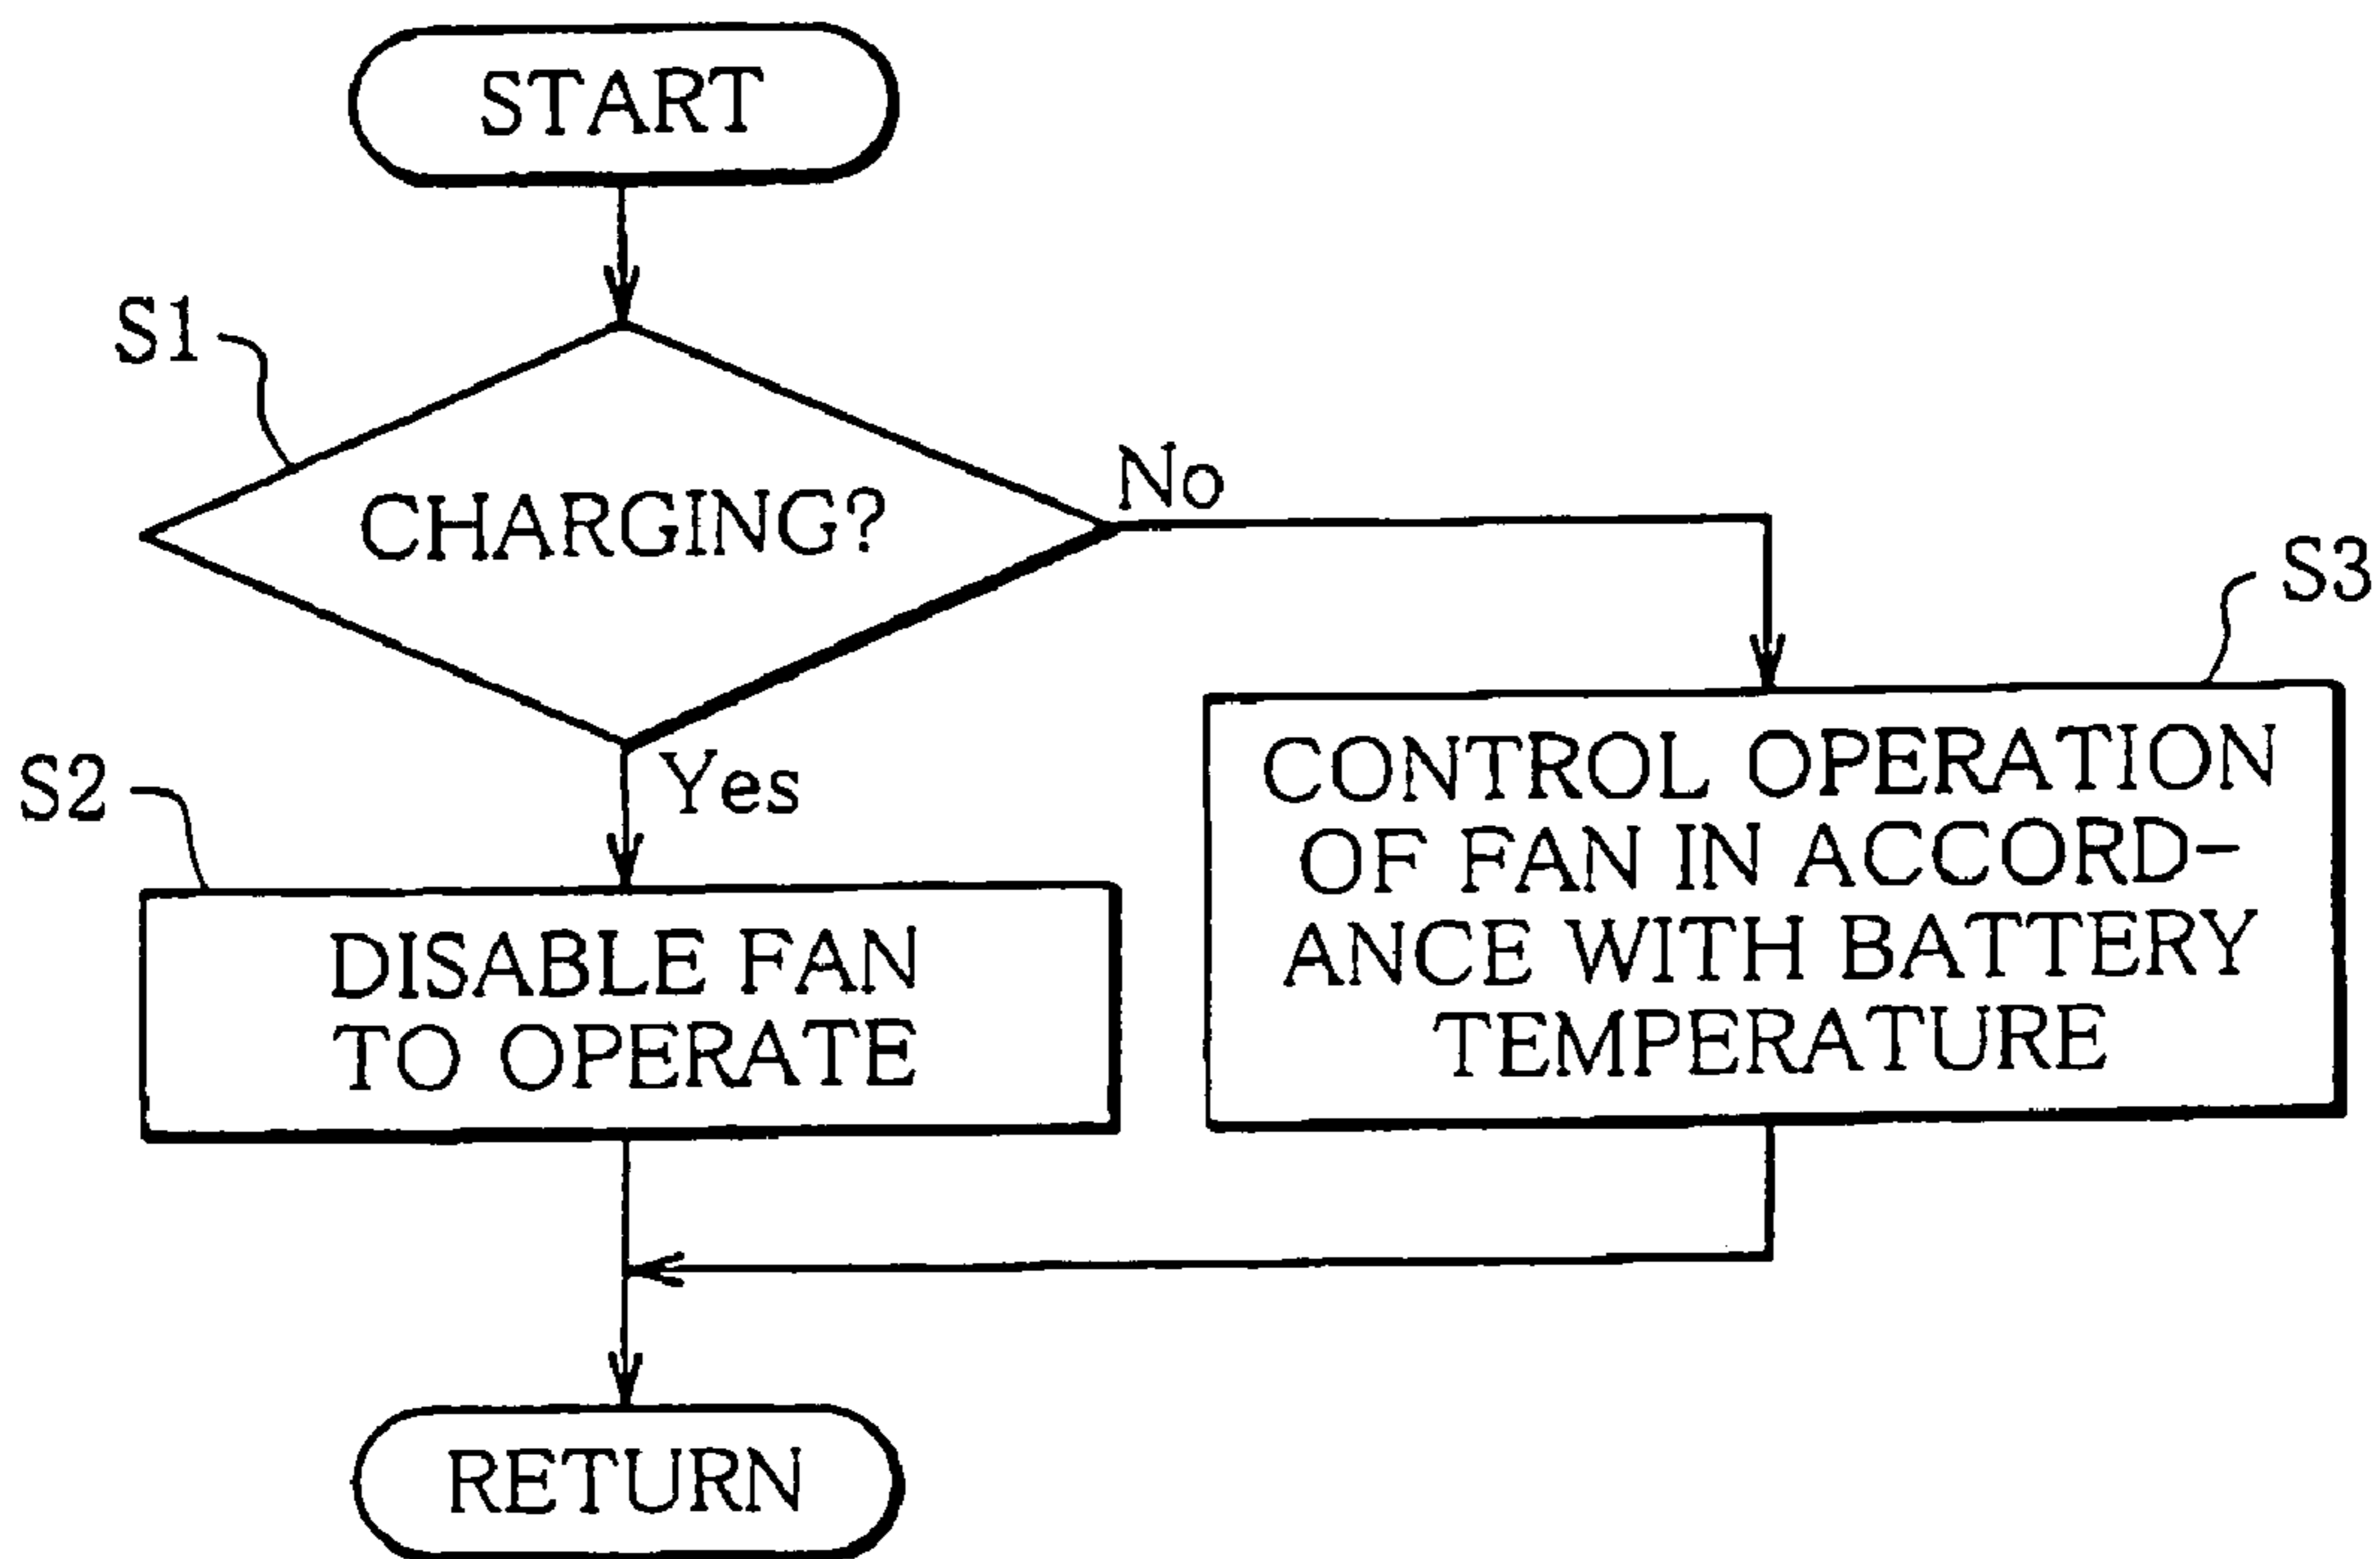 START
S1
CHARGING?
No
S3
Yes
S2
CONTROL OPERATION
OF FAN IN ACCORD-
ANCE WITH BATTERY
TEMPERATURE
DISABLE FAN
TO OPERATE
RETURN